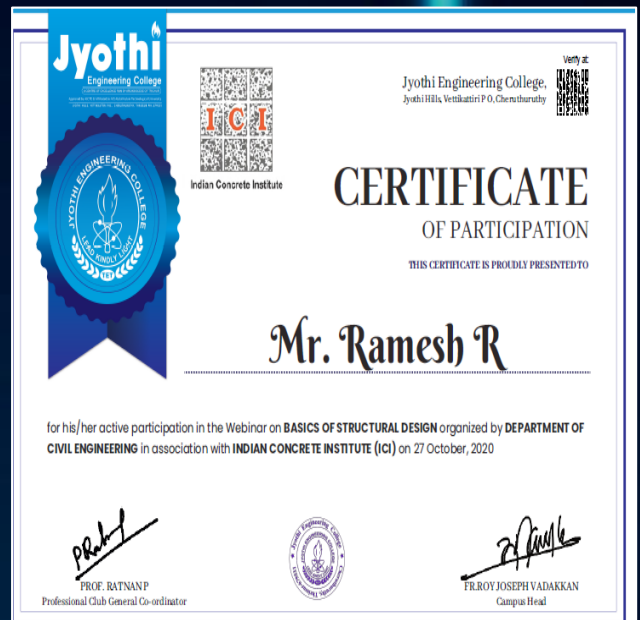 Jyothi
Engineering College
ICI
Indian Concrete Institute
Verify at:
Jyothi Engineering College,
Jyothi Hills, Vettikattiri P O, Cheruthuruthy
JYOTHI ENGINEERING COLLEGE
LEAD KINDLY LIGHT
CERTIFICATE
OF PARTICIPATION
THIS CERTIFICATE IS PROUDLY PRESENTED TO
Mr. Ramesh R
for his/her active participation in the Webinar on BASICS OF STRUCTURAL DESIGN organized by DEPARTMENT OF
CIVIL ENGINEERING in association with INDIAN CONCRETE INSTITUTE (ICI) on 27 October, 2020
PROF. RATNAN P
Professional Club General Co-ordinator
Jyothi Engineering College
FR.ROY JOSEPH VADAKKAN
Campus Head